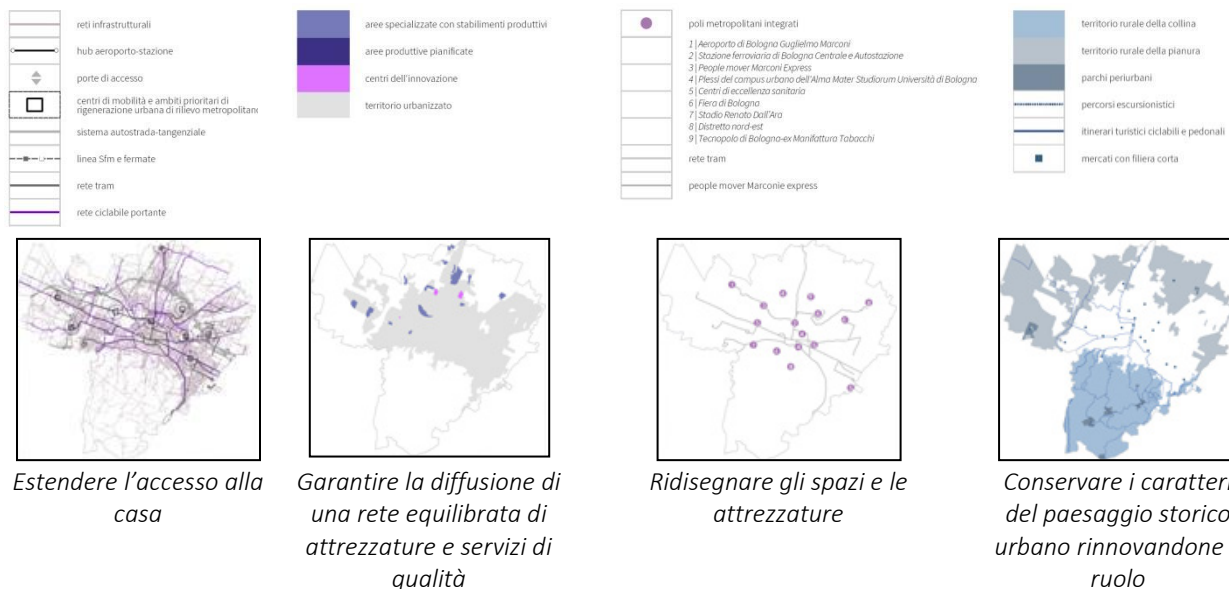 reti infrastrutturali
hub aeroporto-stazione
porte di accesso
centri di mobilità e ambiti prioritari di
rigenerazione urbana di rilievo metropolitano
sistema autostrada-tangenziale
linea Sfm e fermate
rete tram
rete ciclabile portante
aree specializzate con stabilimenti produttivi
aree produttive pianificate
centri dell'innovazione
territorio urbanizzato
poli metropolitani integrati
1 | Aeroporto di Bologna Guglielmo Marconi
2 | Stazione ferroviaria di Bologna Centrale e Autostazione
3 | People mover Marconi Express
4 | Plessi del campus urbano dell'Alma Mater Studiorum Università di Bologna
5 | Centri di eccellenza sanitaria
6 | Fiera di Bologna
7 | Stadio Renato Dall'Ara
8 | Distretto nord-est
9 | Tecnopolo di Bologna-ex Manifattura Tabacchi
rete tram
people mover Marconie express
territorio rurale della collina
territorio rurale della pianura
parchi periurbani
percorsi escursionistici
itinerari turistici ciclabili e pedonali
mercati con filiera corta
Estendere l'accesso alla
casa
Garantire la diffusione di
una rete equilibrata di
attrezzature e servizi di
qualità
Ridisegnare gli spazi e le
attrezzature
Conservare i caratteri
del paesaggio storico
urbano rinnovandone
ruolo